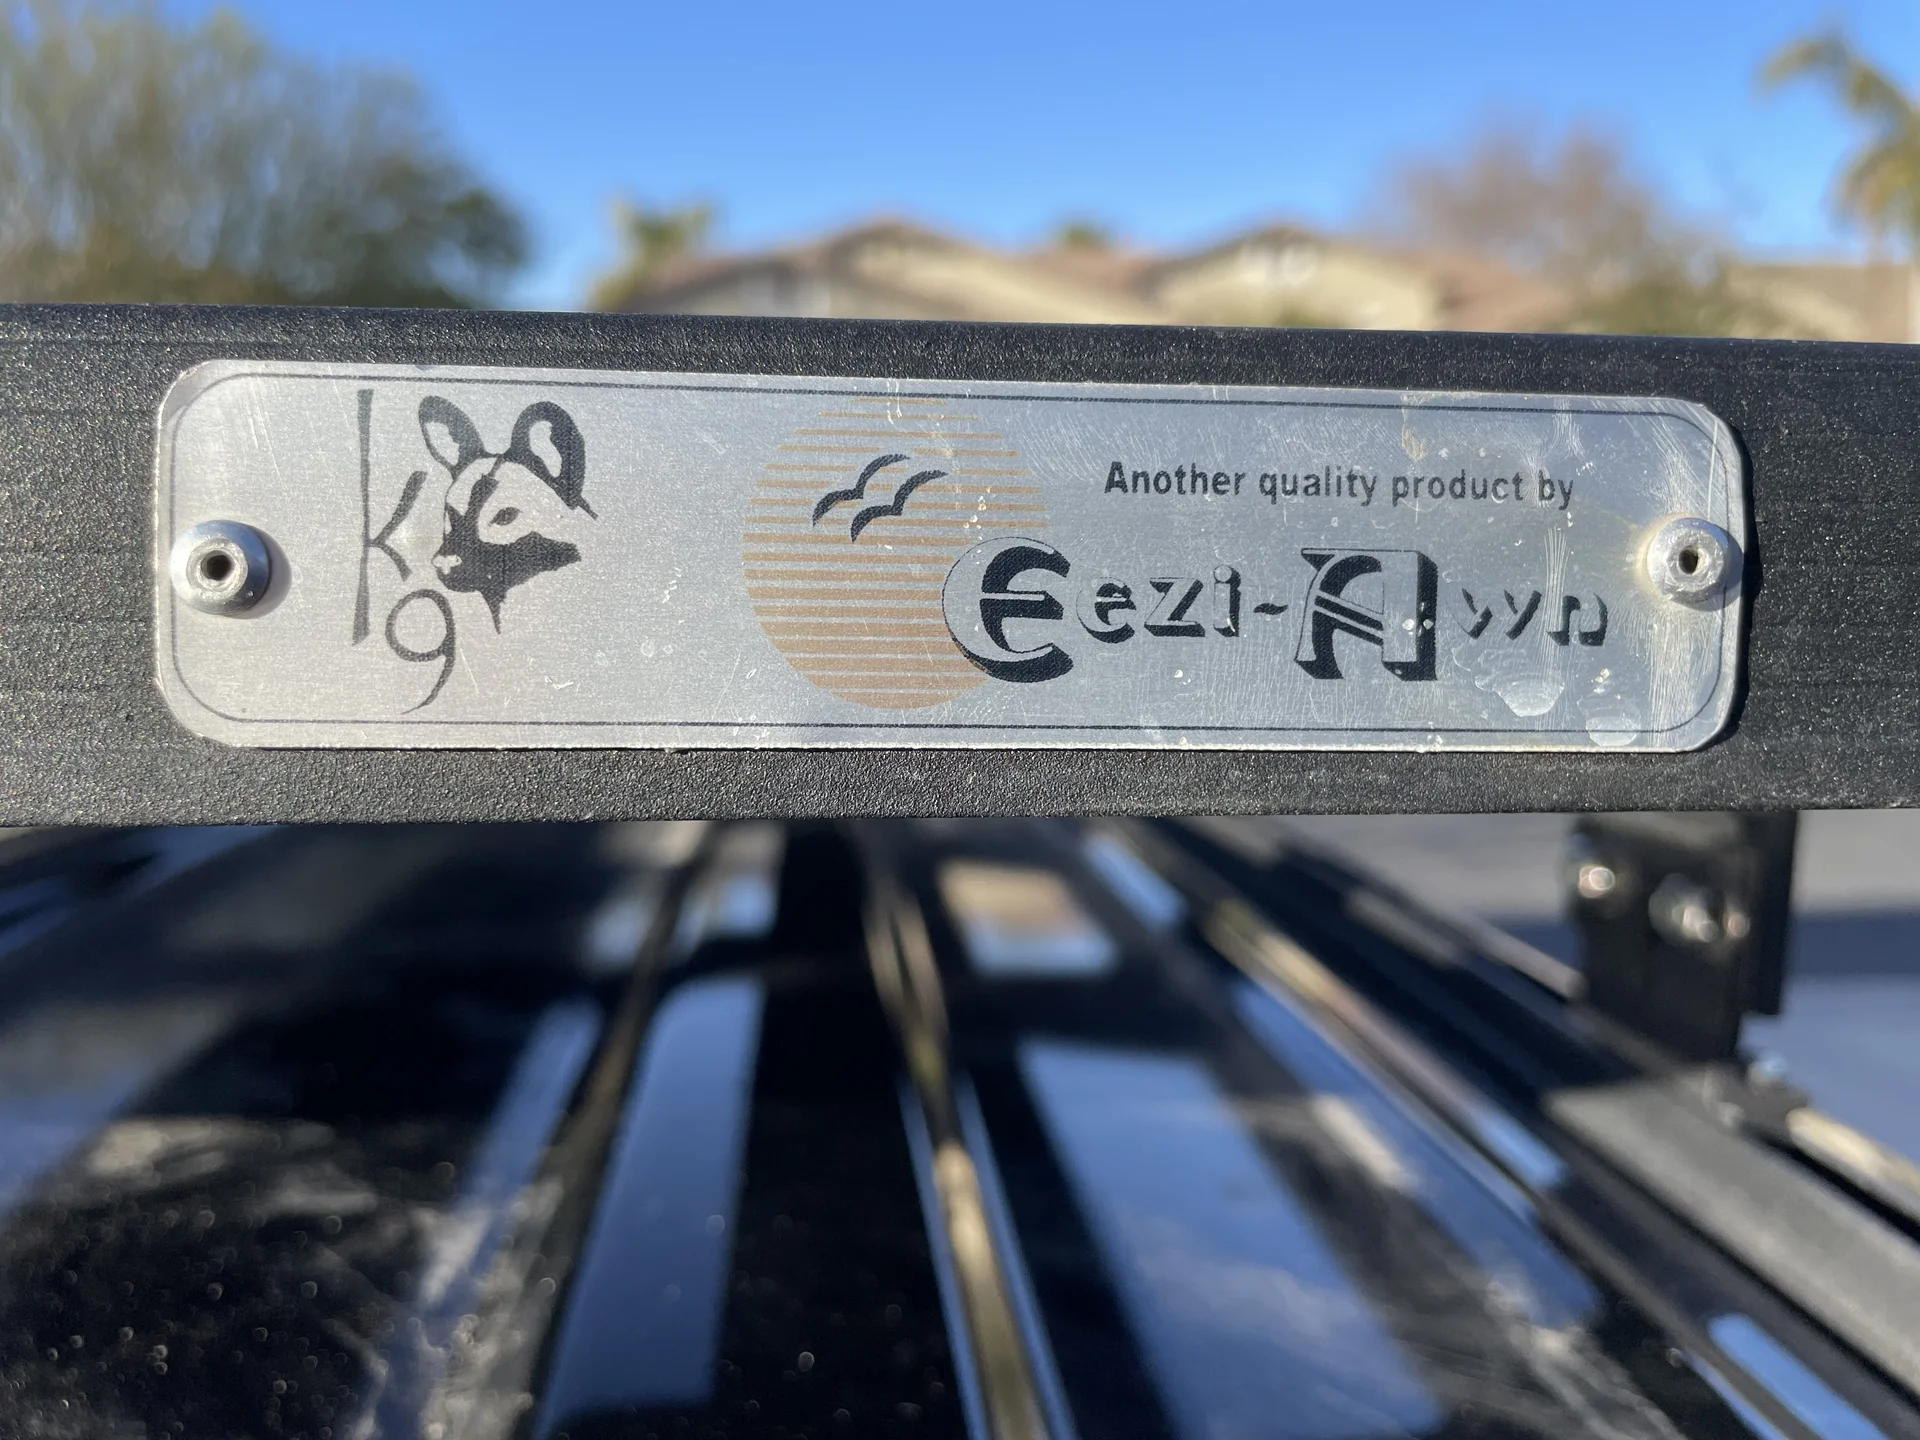 K9
Another quality product by
Eezi-Awn